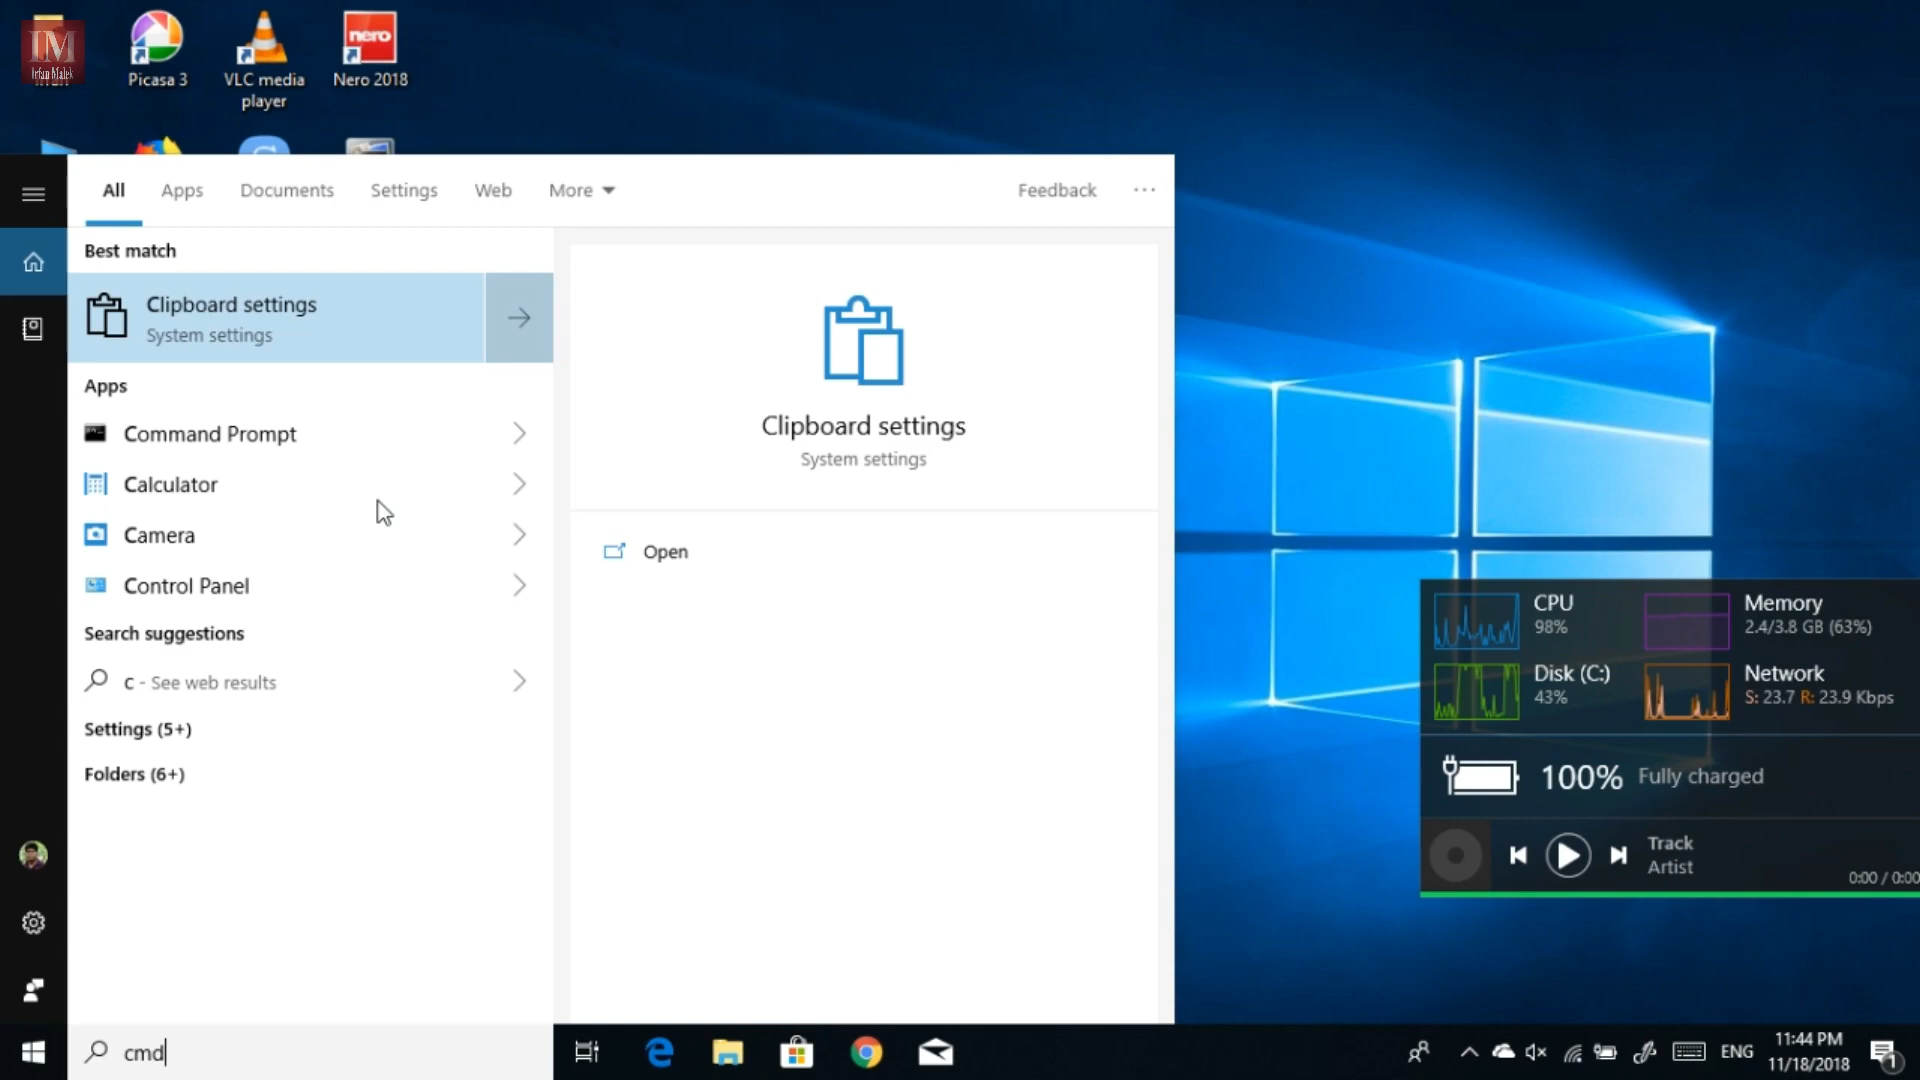 IM
Irfan Malek
Picasa 3
VLC media
player
nero
Nero 2018
All
Apps
Documents
Settings
Web
More
Feedback
Best match
Clipboard settings
System settings
Apps
Command Prompt
Calculator
Camera
Control Panel
Search suggestions
c - See web results
Settings (5+)
Folders (6+)
Clipboard settings
System settings
Open
CPU
98%
Memory
2.4/3.8 GB (63%)
Disk (C:)
43%
Network
S: 23.7 R: 23.9 Kbps
100% Fully charged
Track
Artist
0:00 / 0:00
cmd
ENG
11:44 PM
11/18/2018
1